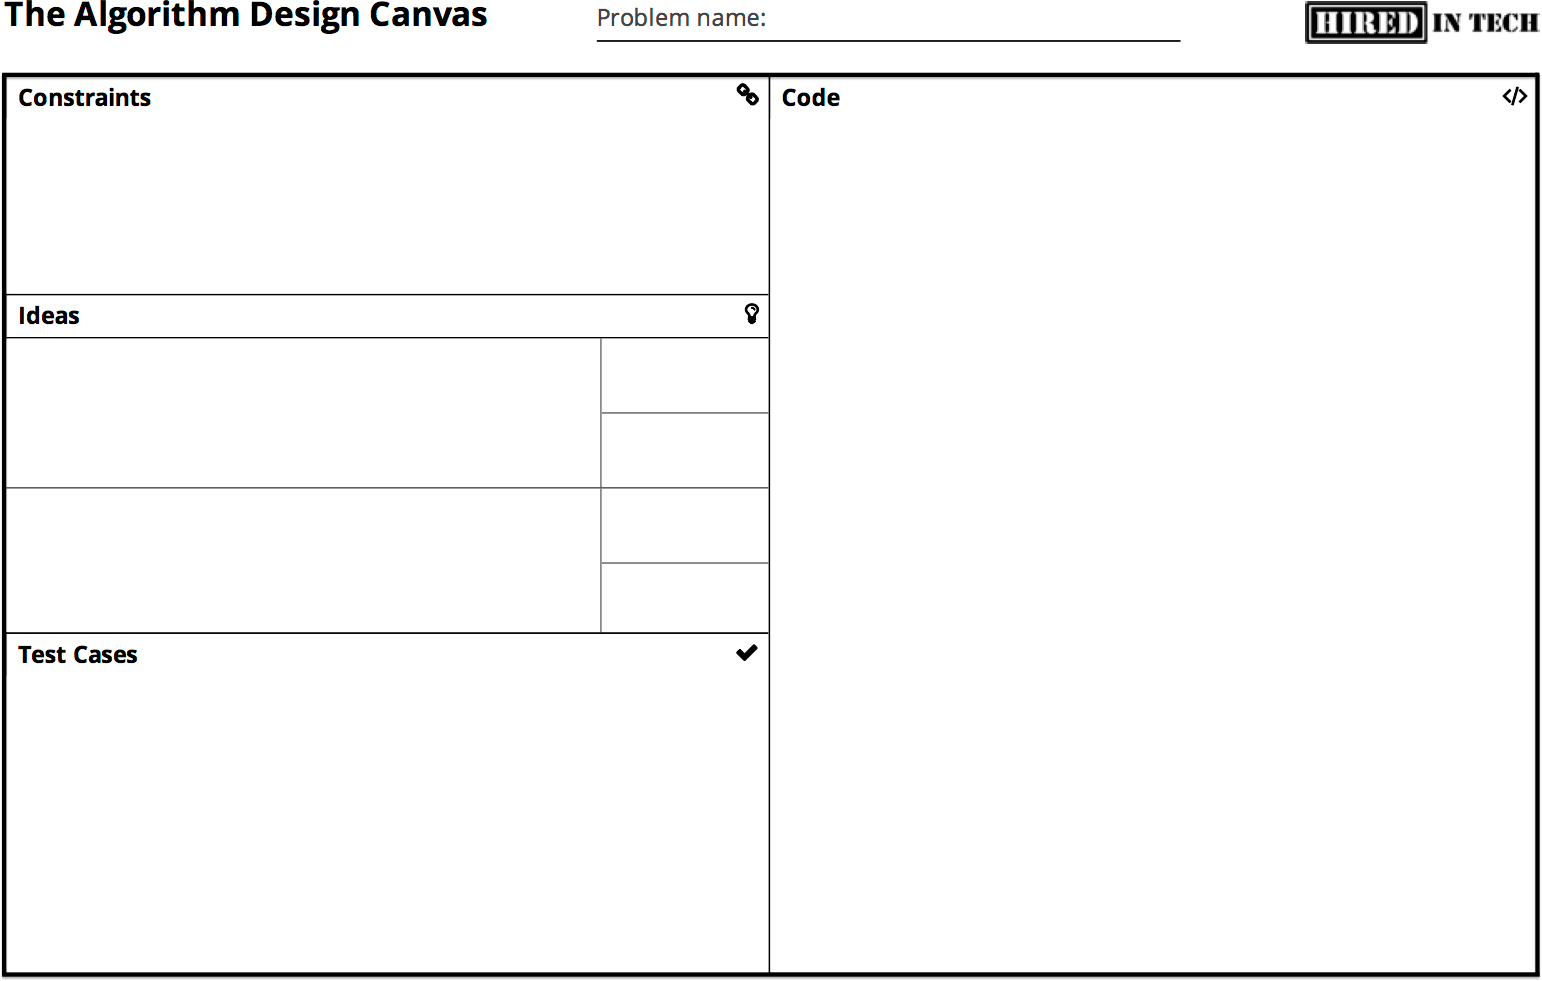 The Algorithm Design Canvas
Problem name:
HIRED IN TECH
Constraints
Code
</>
Ideas
Test Cases